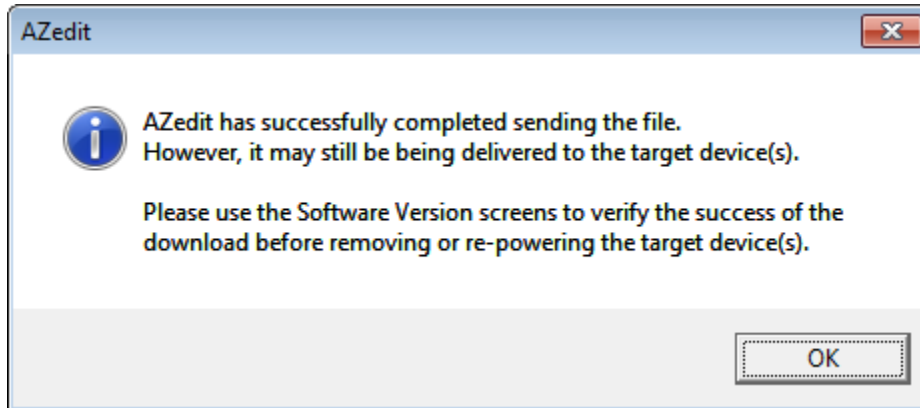 AZedit
AZedit has successfully completed sending the file.
However, it may still be being delivered to the target device(s).
Please use the Software Version screens to verify the success of the
download before removing or re-powering the target device(s).
OK